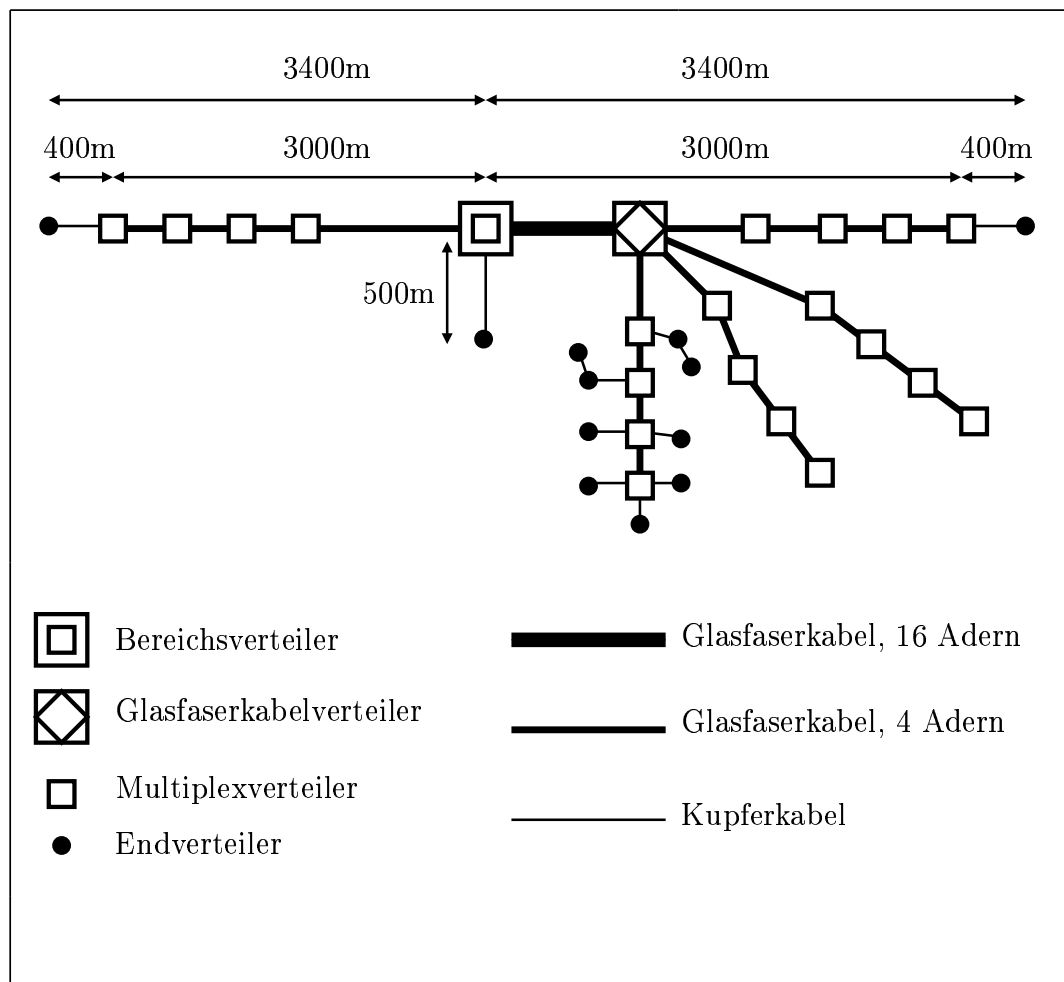 3400m 3400m
400m 3000m 3000m 400m
500m
Bereichsverteiler
Glasfaserkabelverteiler
Multiplexverteiler
Endverteiler
Glasfaserkabel, 16 Adern
Glasfaserkabel, 4 Adern
Kupferkabel